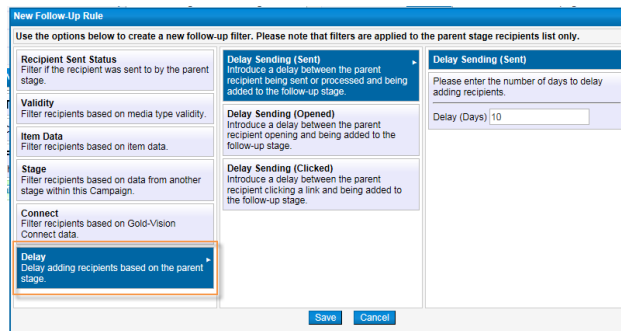 New Follow-Up Rule
Use the options below to create a new follow-up filter. Please note that filters are applied to the parent stage recipients list only.
Recipient Sent Status
Filter if the recipient was sent to by the parent
stage.
Validity
Filter recipients based on media type validity.
Item Data
Filter recipients based on item data.
Stage
Filter recipients based on data from another
stage within this Campaign.
Connect
Filter recipients based on Gold-Vision
Connect data.
Delay
Delay adding recipients based on the parent
stage.
Delay Sending (Sent)
Introduce a delay between the parent
recipient being sent or processed and being
added to the follow-up stage.
Delay Sending (Opened)
Introduce a delay between the parent
recipient opening and being added to the
follow-up stage.
Delay Sending (Clicked)
Introduce a delay between the parent
recipient clicking a link and being added to
the follow-up stage.
Delay Sending (Sent)
Please enter the number of days to delay
adding recipients.
Delay (Days) 10
Save Cancel